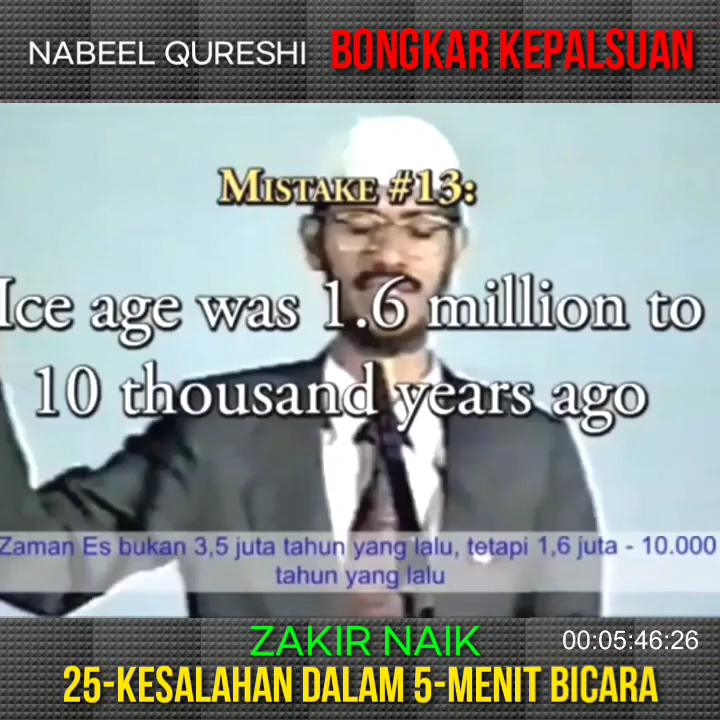 NABEEL QURESHI BONGKAR KEPALSUAN
MISTAKE #13:
Ice age was 1.6 million to
10 thousand years ago
Zaman Es bukan 3,5 juta tahun yang lalu, tetapi 1,6 juta - 10.000
tahun yang lalu
ZAKIR NAIK 00:05:46:26
25-KESALAHAN DALAM 5-MENIT BICARA